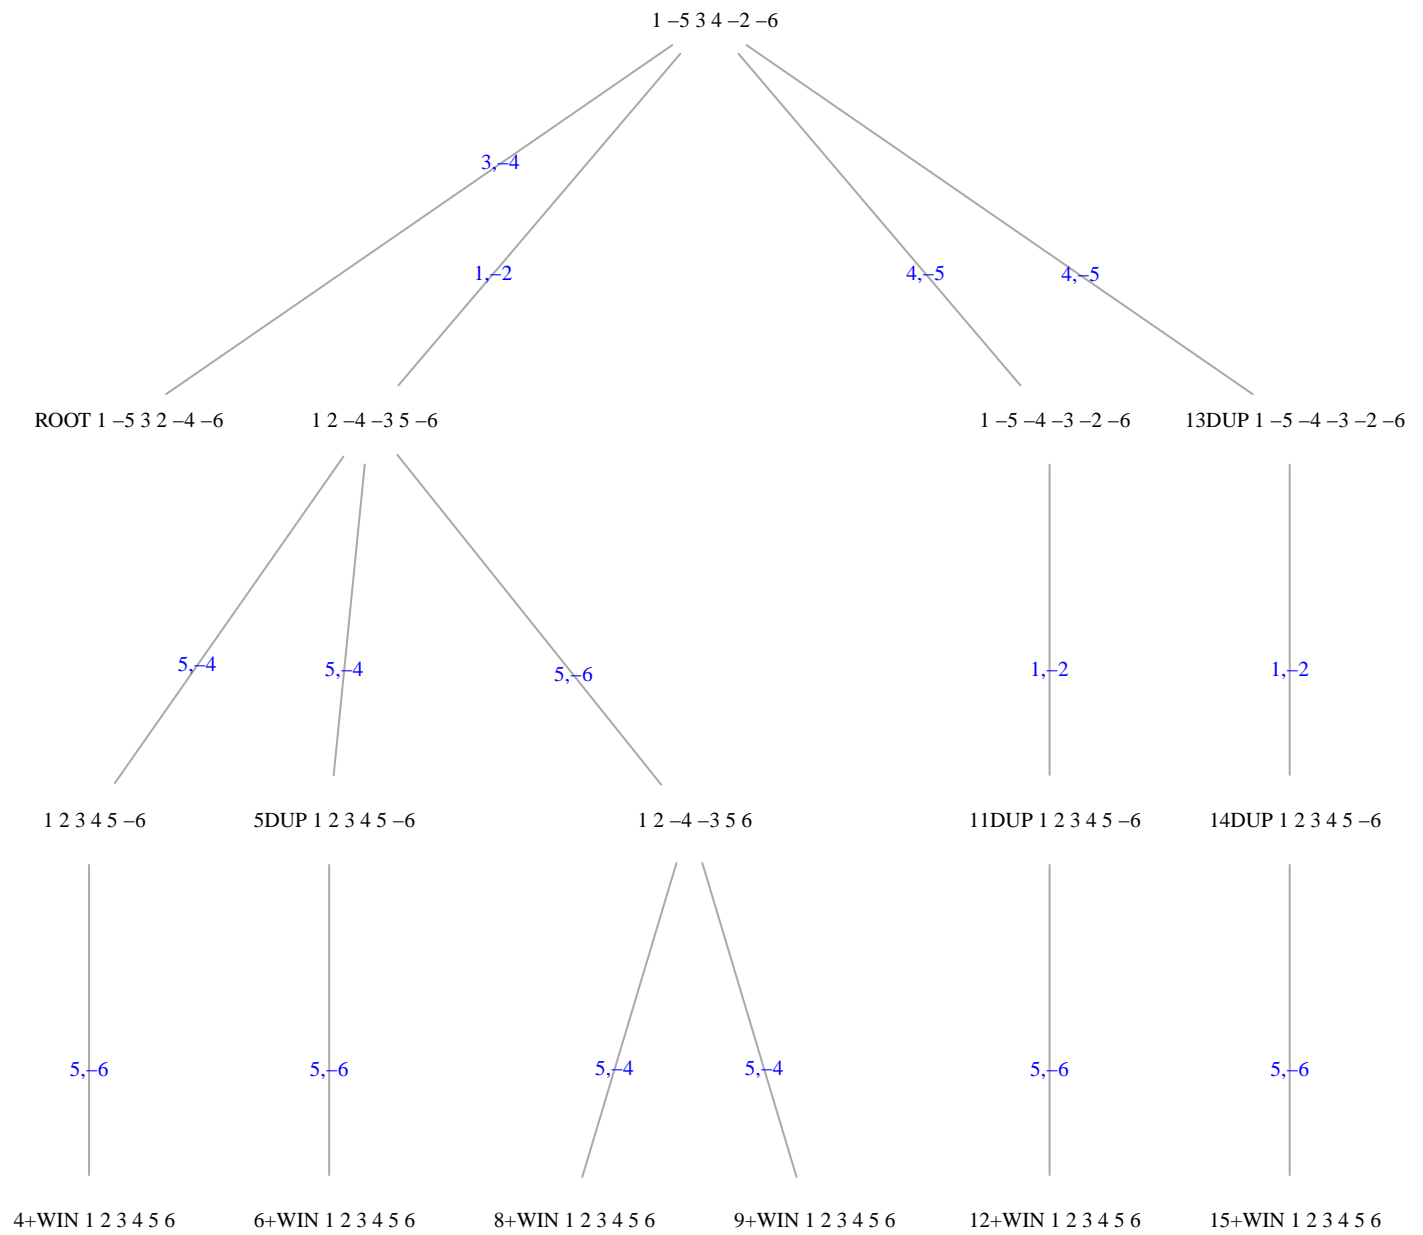 1 –5 3 4 –2 –6
3,–4
1,–2
4,–5
4,–5
ROOT 1 –5 3 2 –4 –6
1 2 –4 –3 5 –6
1 –5 –4 –3 –2 –6
13DUP 1 –5 –4 –3 –2 –6
5,–4
5,–4
5,–6
1,–2
1,–2
1 2 3 4 5 –6
5DUP 1 2 3 4 5 –6
1 2 –4 –3 5 6
11DUP 1 2 3 4 5 –6
14DUP 1 2 3 4 5 –6
5,–6
5,–6
5,–4
5,–4
5,–6
5,–6
4+WIN 1 2 3 4 5 6
6+WIN 1 2 3 4 5 6
8+WIN 1 2 3 4 5 6
9+WIN 1 2 3 4 5 6
12+WIN 1 2 3 4 5 6
15+WIN 1 2 3 4 5 6